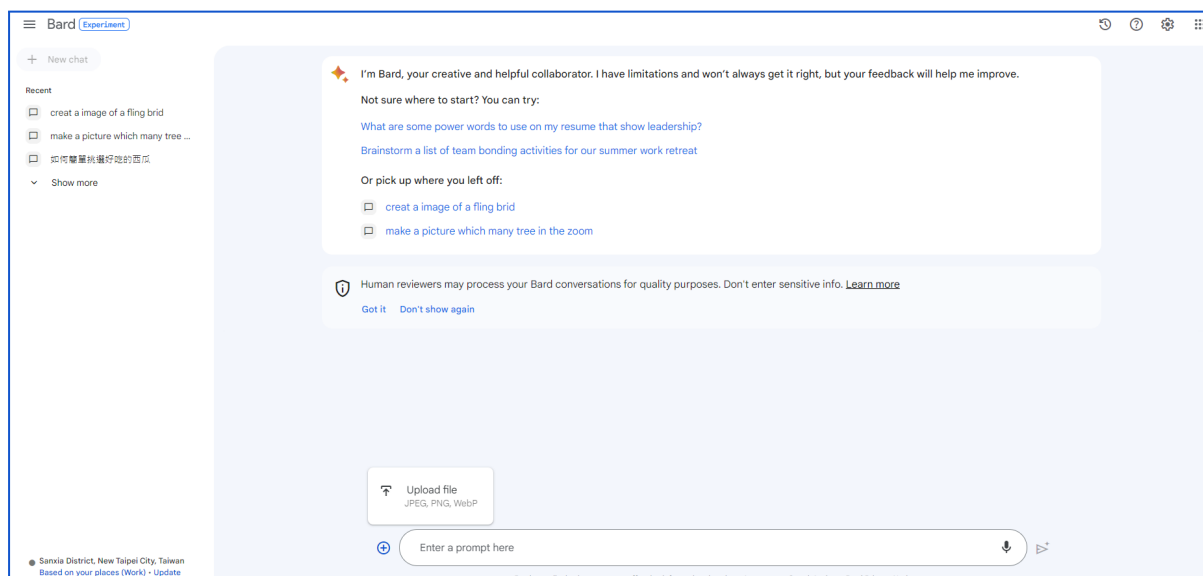 Bard Experiment
New chat
Recent
creat a image of a fling brid
make a picture which many tree ...
如何簡單挑選好吃的西瓜
Show more
Sanxia District, New Taipei City, Taiwan
Based on your places (Work) • Update
I'm Bard, your creative and helpful collaborator. I have limitations and won't always get it right, but your feedback will help me improve.
Not sure where to start? You can try:
What are some power words to use on my resume that show leadership?
Brainstorm a list of team bonding activities for our summer work retreat
Or pick up where you left off:
creat a image of a fling brid
make a picture which many tree in the zoom
Human reviewers may process your Bard conversations for quality purposes. Don't enter sensitive info. Learn more
Got it Don't show again
Upload file
JPEG, PNG, WebP
Enter a prompt here